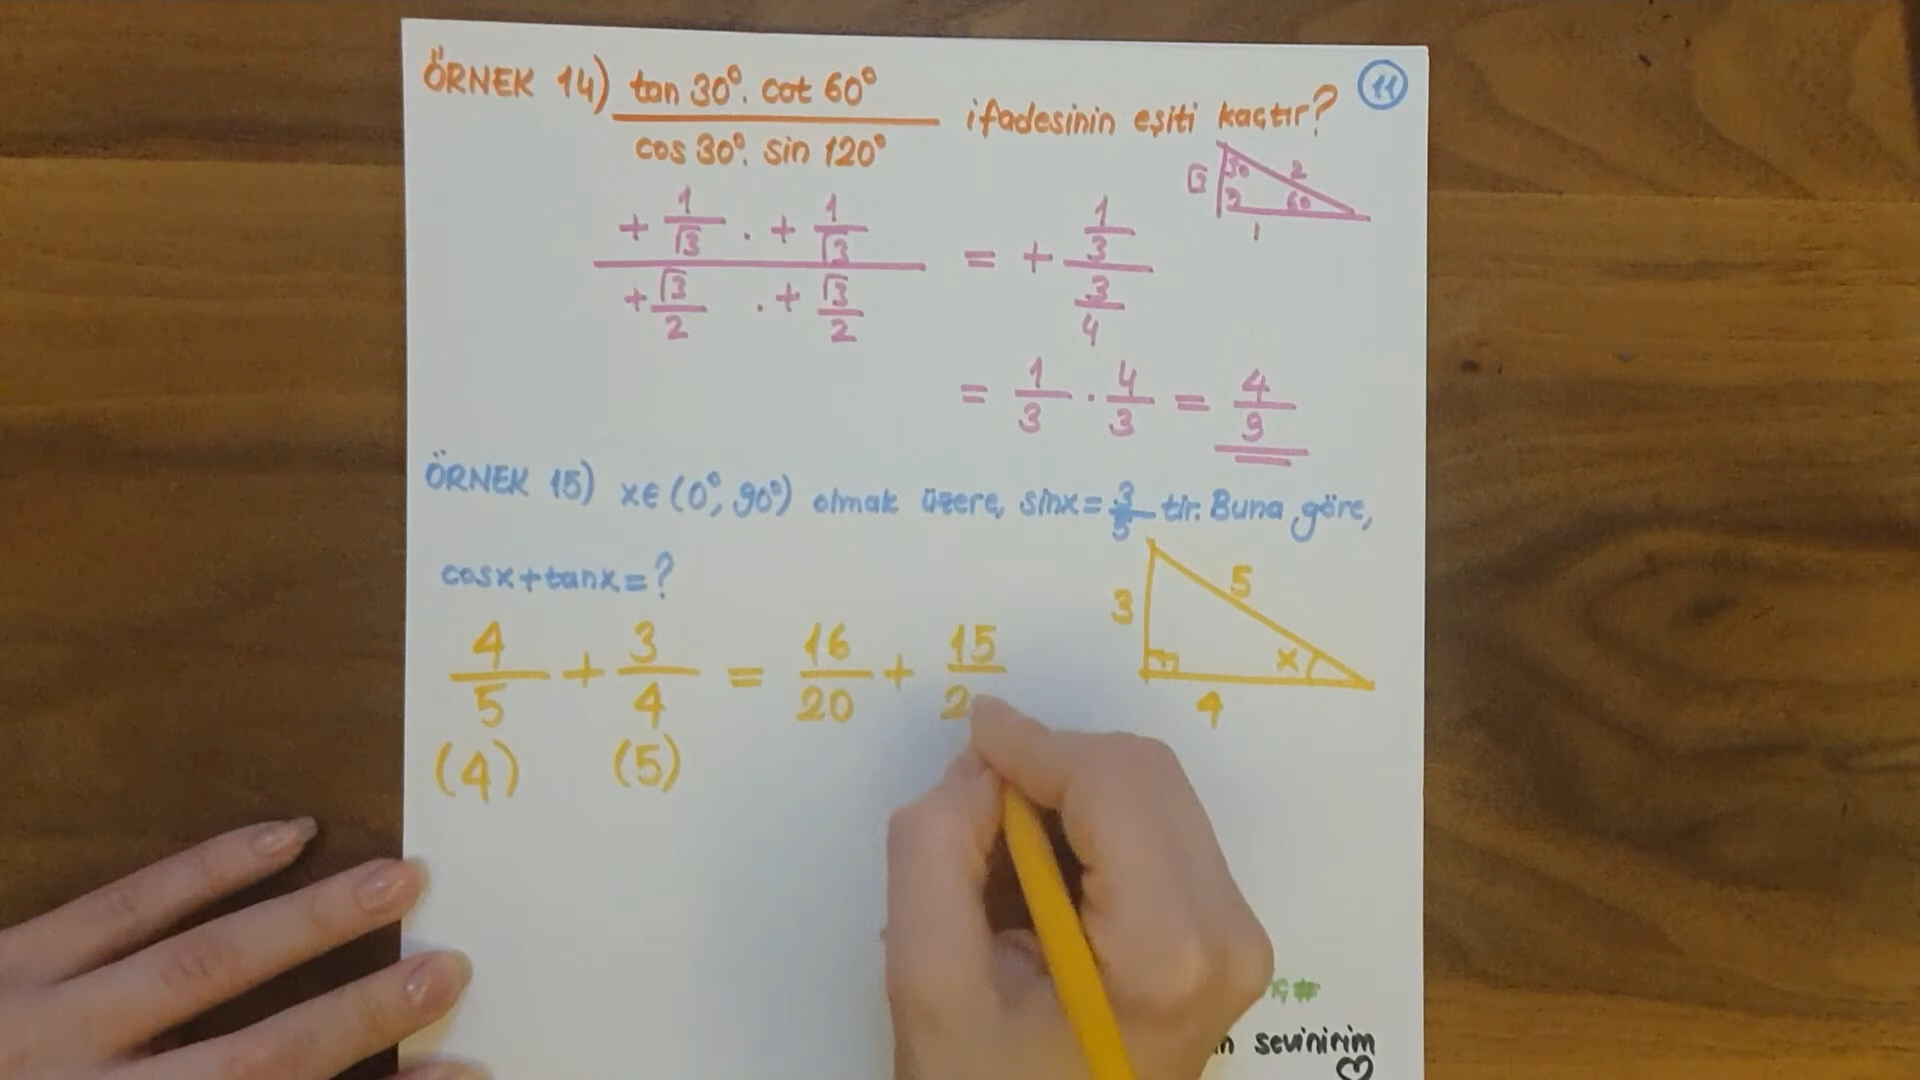 ÖRNEK 14) tan 30°. cot 60° / cos 30°. sin 120° ifadesinin eşiti kaçtır? 11
30 2
√3 60
1
+ 1/√3 . + 1/√3 / + √3/2 . + √3/2 = + 1/3 / 3/4
= 1/3 . 4/3 = 4/9
ÖRNEK 15) x∈(0°, 90°) olmak üzere, sinx = 3/5 tir. Buna göre,
cosx+tanx=?
3 5 x 4
4/5 + 3/4 = 16/20 + 15/2
(4) (5)
sevinirim